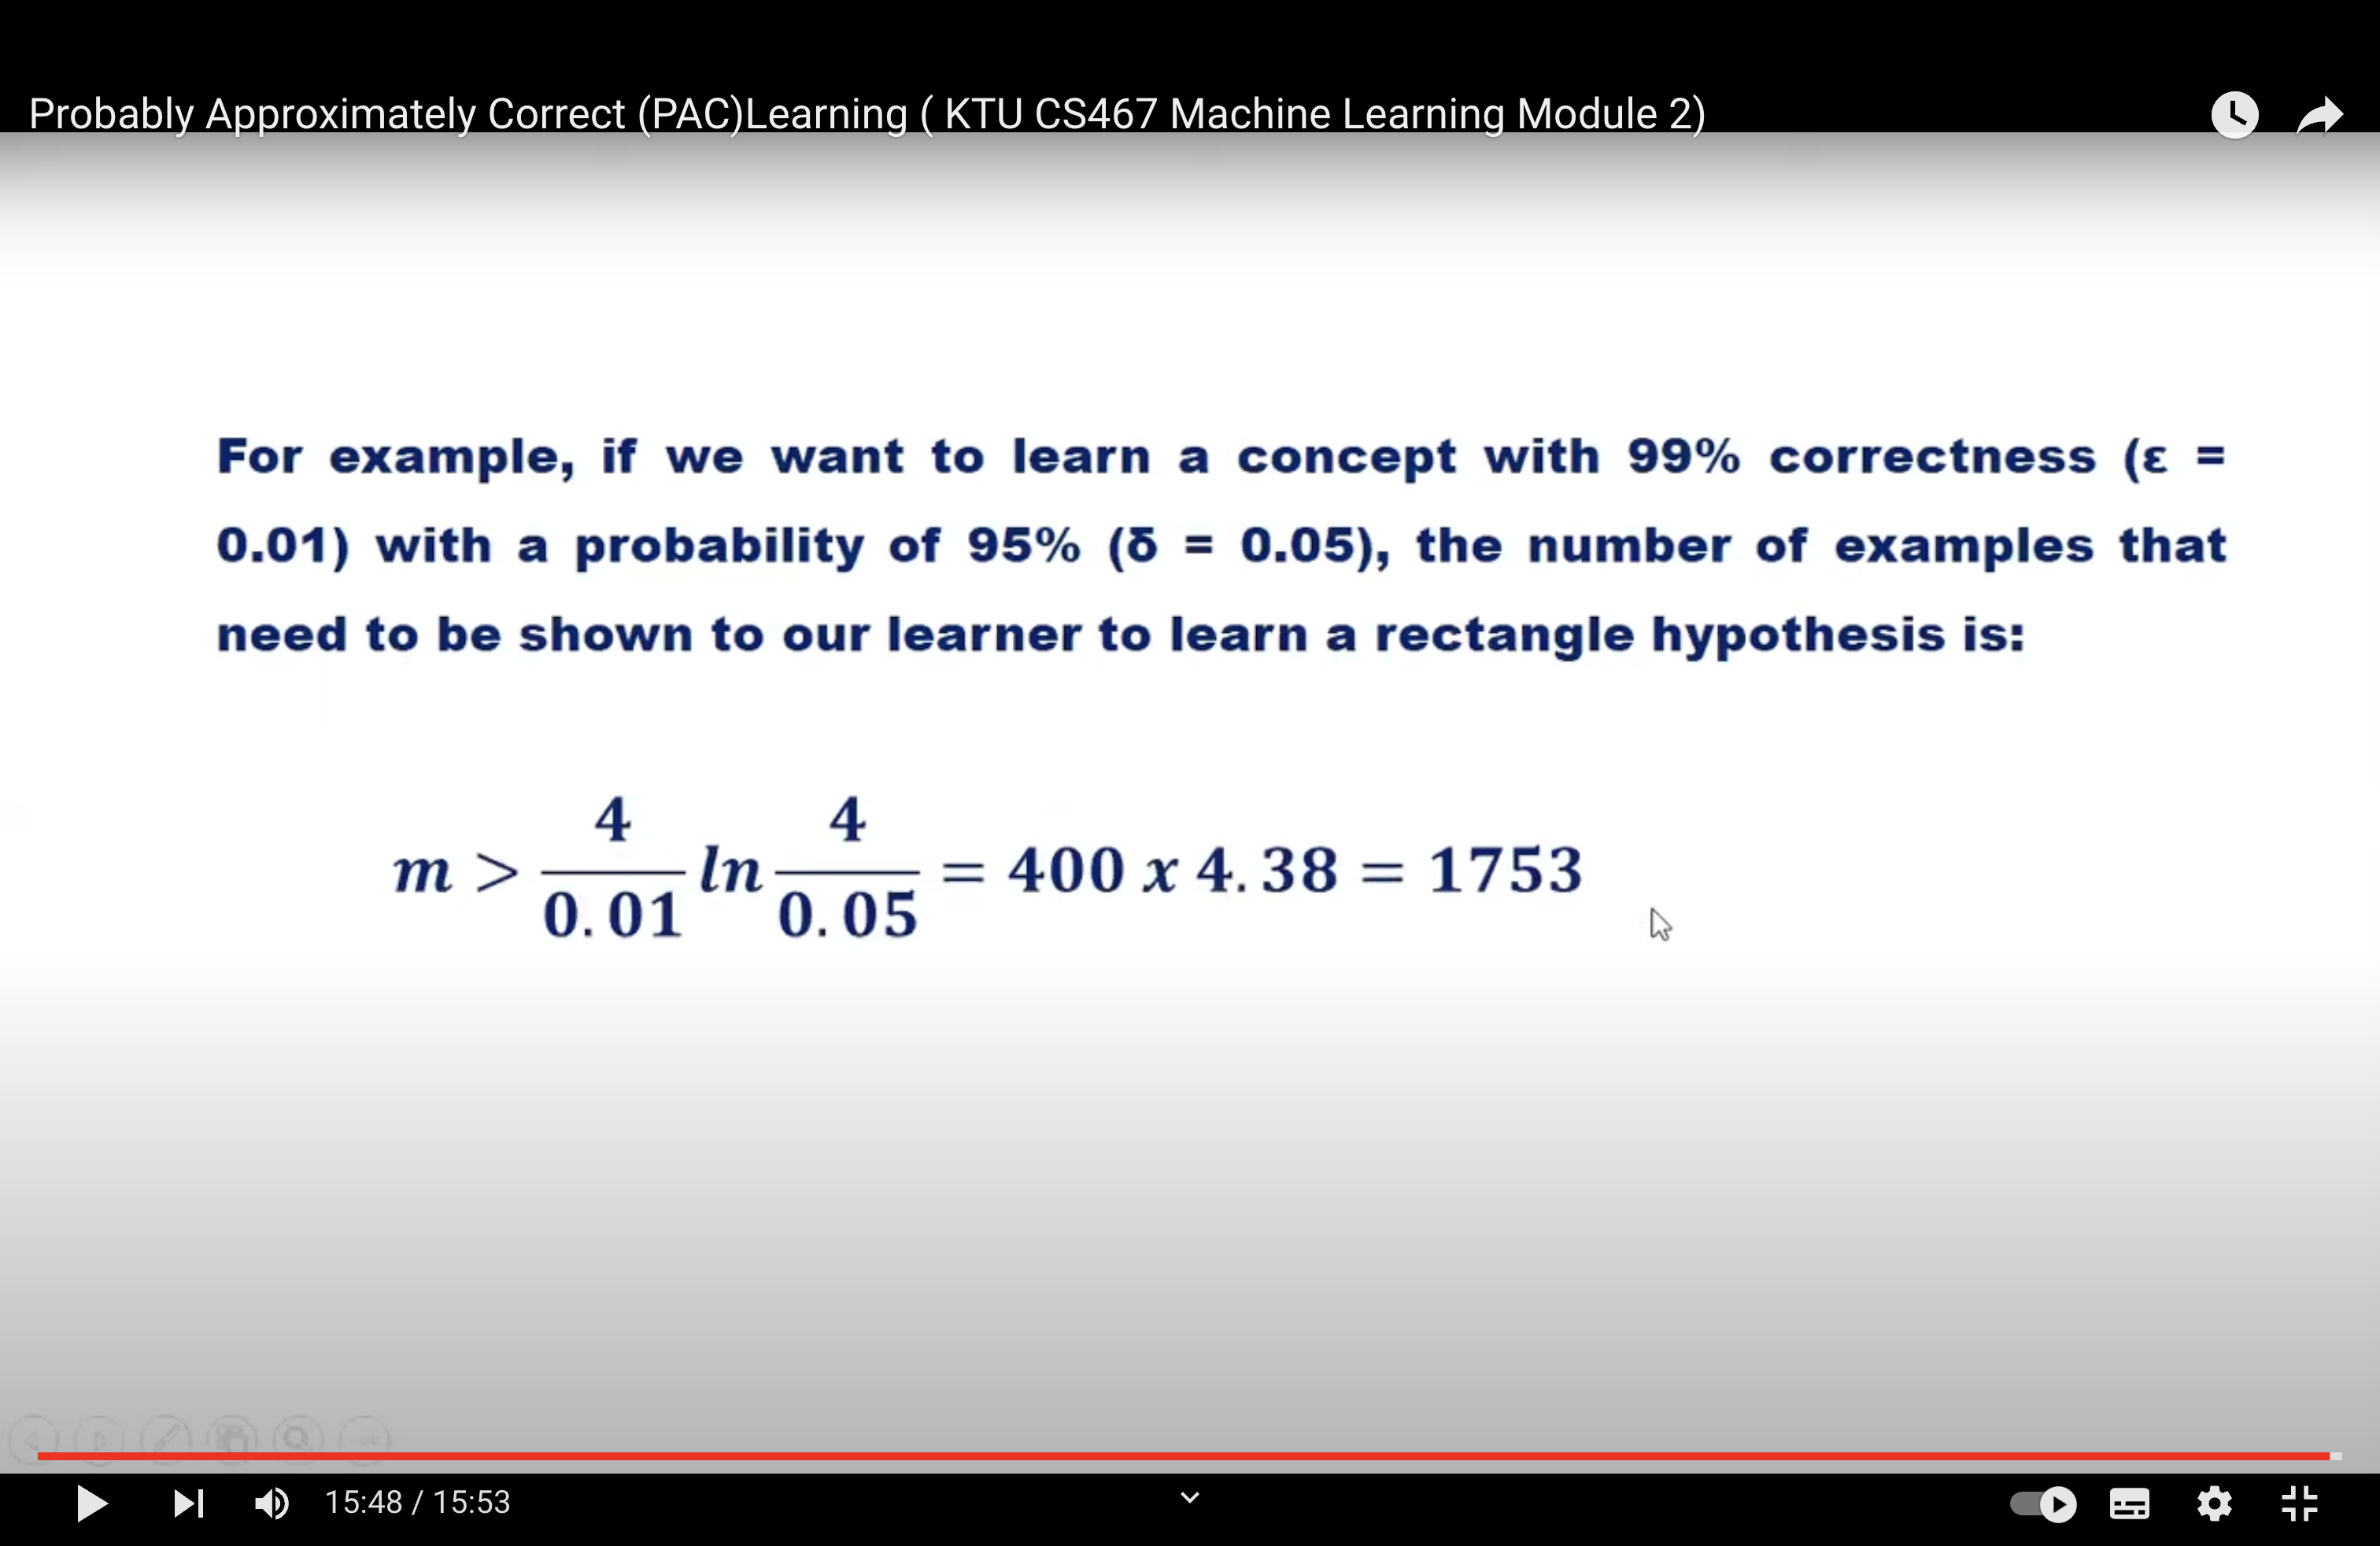 Probably Approximately Correct (PAC)Learning ( KTU CS467 Machine Learning Module 2)
For example, if we want to learn a concept with 99% correctness (ε =
0.01) with a probability of 95% (δ = 0.05), the number of examples that
need to be shown to our learner to learn a rectangle hypothesis is:
m > 4/0.01 ln 4/0.05 = 400 x 4.38 = 1753
15:48 / 15:53